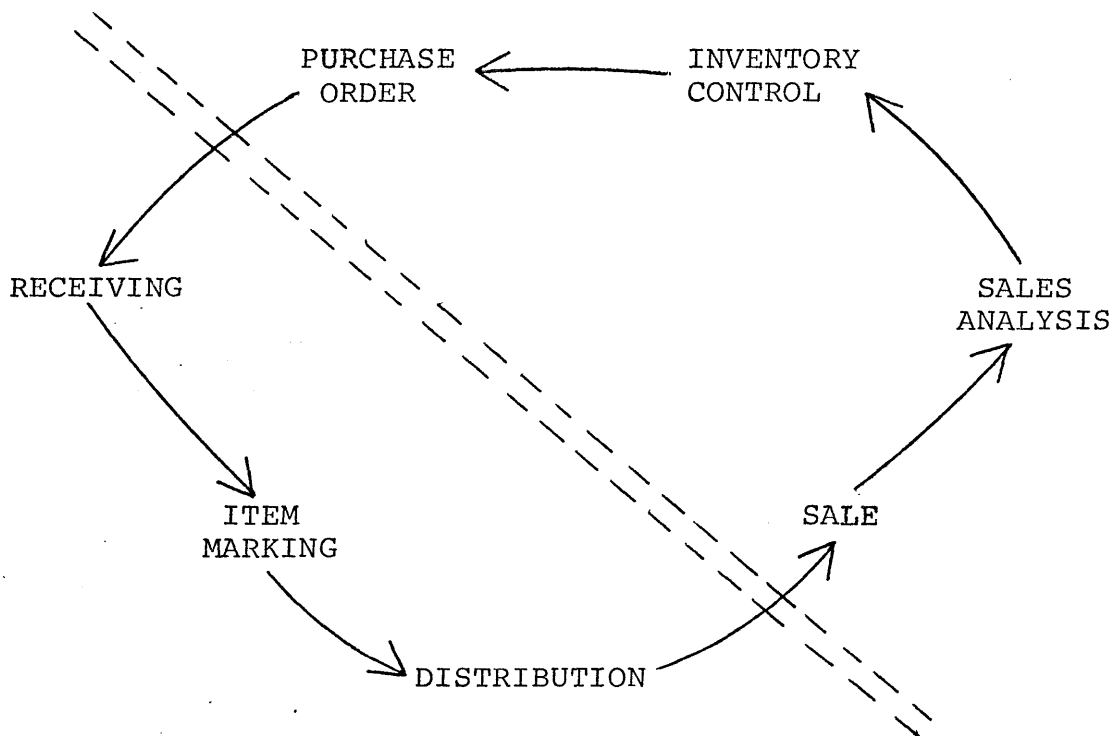 PURCHASE
ORDER
INVENTORY
CONTROL
RECEIVING
SALES
ANALYSIS
ITEM
MARKING
SALE
DISTRIBUTION